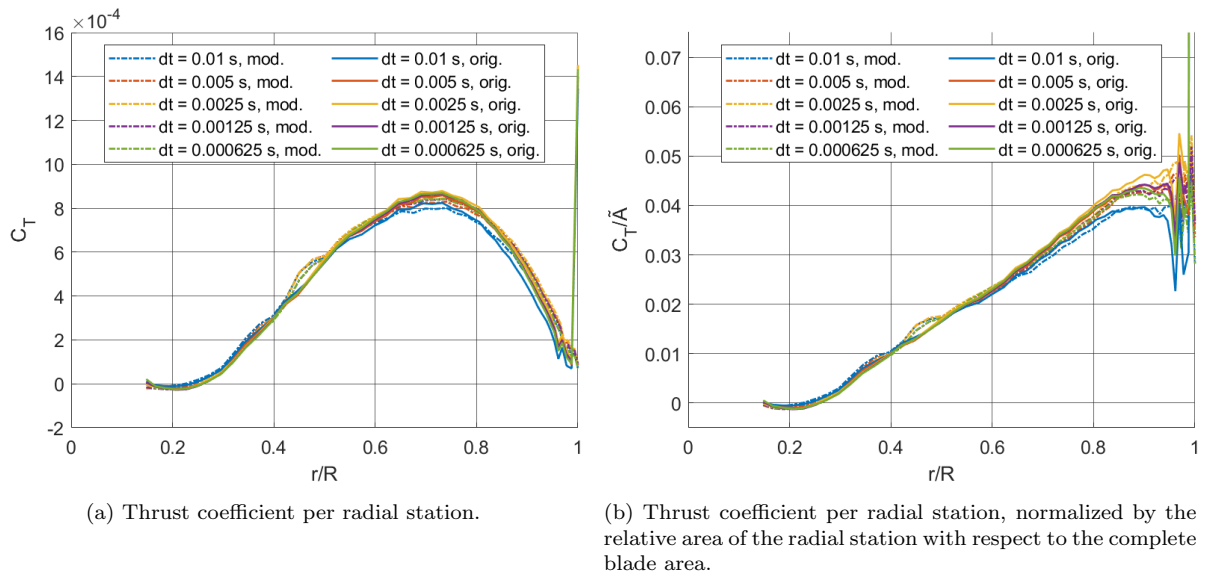 ×10⁻⁴
16
14
12
10
8
6
4
2
0
-2
C_T
dt = 0.01 s, mod. dt = 0.01 s, orig.
dt = 0.005 s, mod. dt = 0.005 s, orig.
dt = 0.0025 s, mod. dt = 0.0025 s, orig.
dt = 0.00125 s, mod. dt = 0.00125 s, orig.
dt = 0.000625 s, mod. dt = 0.000625 s, orig.
0 0.2 0.4 0.6 0.8 1
r/R
(a) Thrust coefficient per radial station.
0.07
0.06
0.05
0.04
0.03
0.02
0.01
0
C_T/Ã
dt = 0.01 s, mod. dt = 0.01 s, orig.
dt = 0.005 s, mod. dt = 0.005 s, orig.
dt = 0.0025 s, mod. dt = 0.0025 s, orig.
dt = 0.00125 s, mod. dt = 0.00125 s, orig.
dt = 0.000625 s, mod. dt = 0.000625 s, orig.
0 0.2 0.4 0.6 0.8 1
r/R
(b) Thrust coefficient per radial station, normalized by the
relative area of the radial station with respect to the complete
blade area.